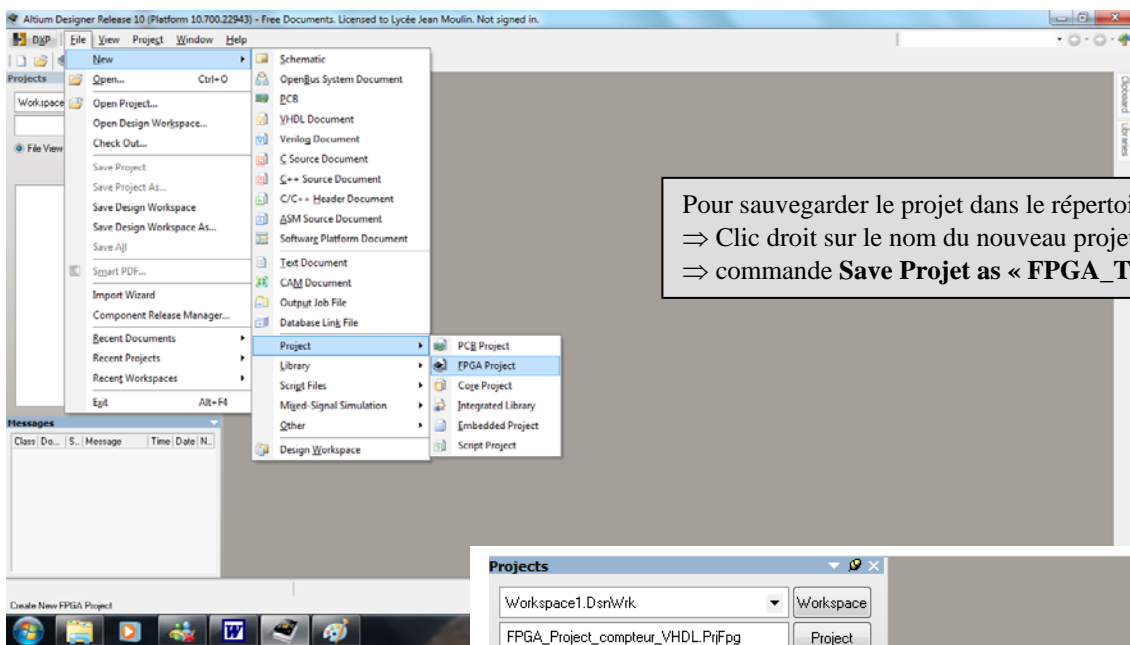 Altium Designer Release 10 (Platform 10.700.22943) - Free Documents. Licensed to Lycée Jean Moulin. Not signed in.
DXP File View Project Window Help
Projects
Workspace
File View
New
Open... Ctrl+O
Open Project...
Open Design Workspace...
Check Out...
Save Project
Save Project As...
Save Design Workspace
Save Design Workspace As...
Save All
Smart PDF...
Import Wizard
Component Release Manager...
Recent Documents
Recent Projects
Recent Workspaces
Exit Alt+F4
Schematic
OpenBus System Document
PCB
VHDL Document
Verilog Document
C Source Document
C++ Source Document
C/C++ Header Document
ASM Source Document
Software Platform Document
Text Document
CAM Document
Output Job File
Database Link File
Project
Library
Script Files
Mixed-Signal Simulation
Other
Design Workspace
PCB Project
FPGA Project
Core Project
Integrated Library
Embedded Project
Script Project
Clipboard
Libraries
Pour sauvegarder le projet dans le répertoi
⇒ Clic droit sur le nom du nouveau proje
⇒ commande Save Projet as « FPGA_T
Messages
Class Do... S.. Message Time Date N..
Create New FPGA Project
Projects
Workspace1.DsnWrk Workspace
FPGA_Project_compteur_VHDL.PrjFpg Project